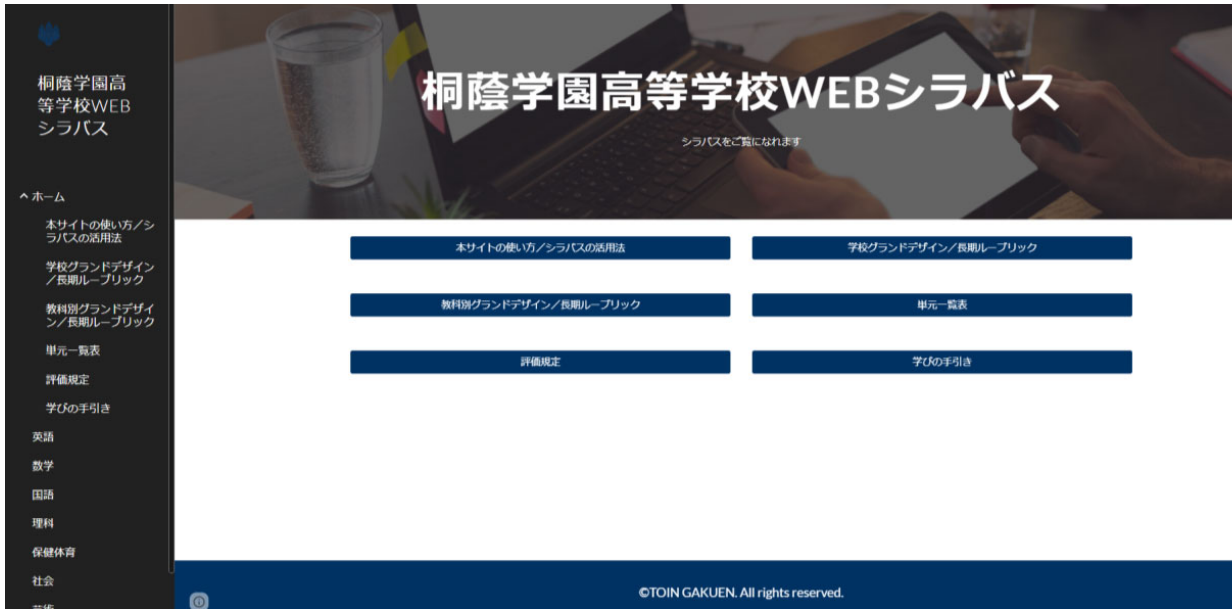 桐蔭学園高
等学校WEB
シラバス
ホーム
本サイトの使い方／シ
ラバスの活用法
学校グランドデザイン
／長期ルーブリック
教科別グランドデザイ
ン／長期ルーブリック
単元一覧表
評価規定
学びの手引き
英語
数学
国語
理科
保健体育
社会
芸術
桐蔭学園高等学校WEBシラバス
シラバスをご覧になれます
本サイトの使い方／シラバスの活用法
学校グランドデザイン／長期ルーブリック
教科別グランドデザイン／長期ルーブリック
単元一覧表
評価規定
学びの手引き
©TOIN GAKUEN. All rights reserved.